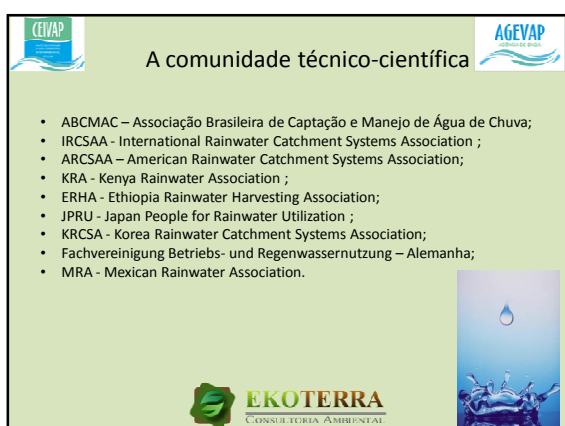 CEIVAP
AGEVAP
A comunidade técnico-científica
• ABCMAC – Associação Brasileira de Captação e Manejo de Água de Chuva;
• IRCSAA - International Rainwater Catchment Systems Association ;
• ARCSAA – American Rainwater Catchment Systems Association;
• KRA - Kenya Rainwater Association ;
• ERHA - Ethiopia Rainwater Harvesting Association;
• JPRU - Japan People for Rainwater Utilization ;
• KRCSA - Korea Rainwater Catchment Systems Association;
• Fachvereinigung Betriebs- und Regenwassernutzung – Alemanha;
• MRA - Mexican Rainwater Association.
EKOTERRA
CONSULTORIA AMBIENTAL